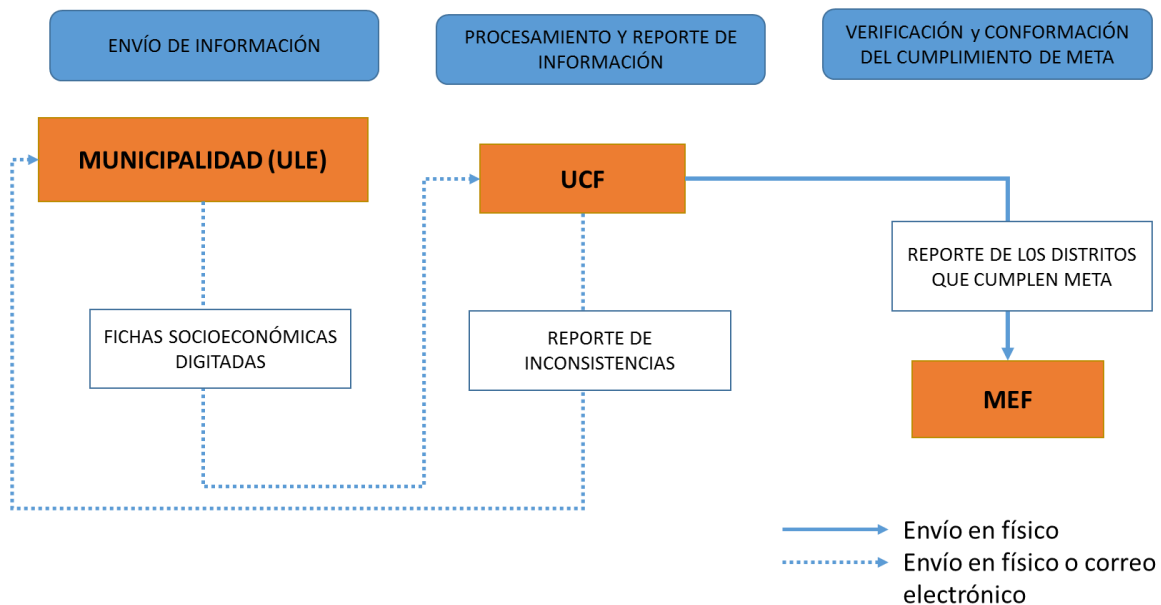 ENVÍO DE INFORMACIÓN
PROCESAMIENTO Y REPORTE DE
INFORMACIÓN
VERIFICACIÓN y CONFORMACIÓN
DEL CUMPLIMIENTO DE META
MUNICIPALIDAD (ULE)
UCF
REPORTE DE L0S DISTRITOS
QUE CUMPLEN META
FICHAS SOCIOECONÓMICAS
DIGITADAS
REPORTE DE
INCONSISTENCIAS
MEF
Envío en físico
Envío en físico o correo
electrónico